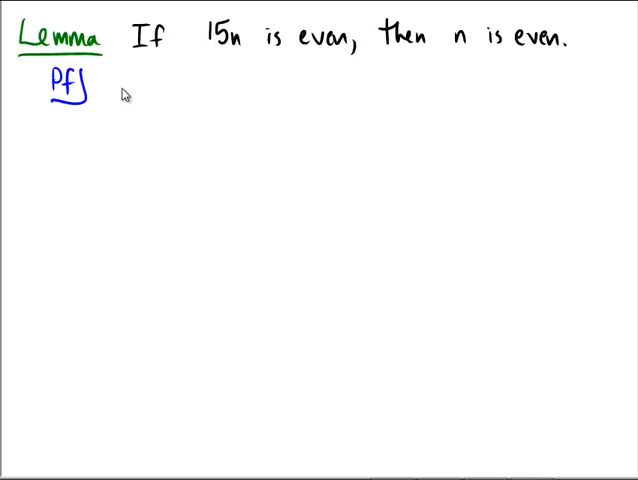 Lemma If 15n is even, then n is even.
Pf)